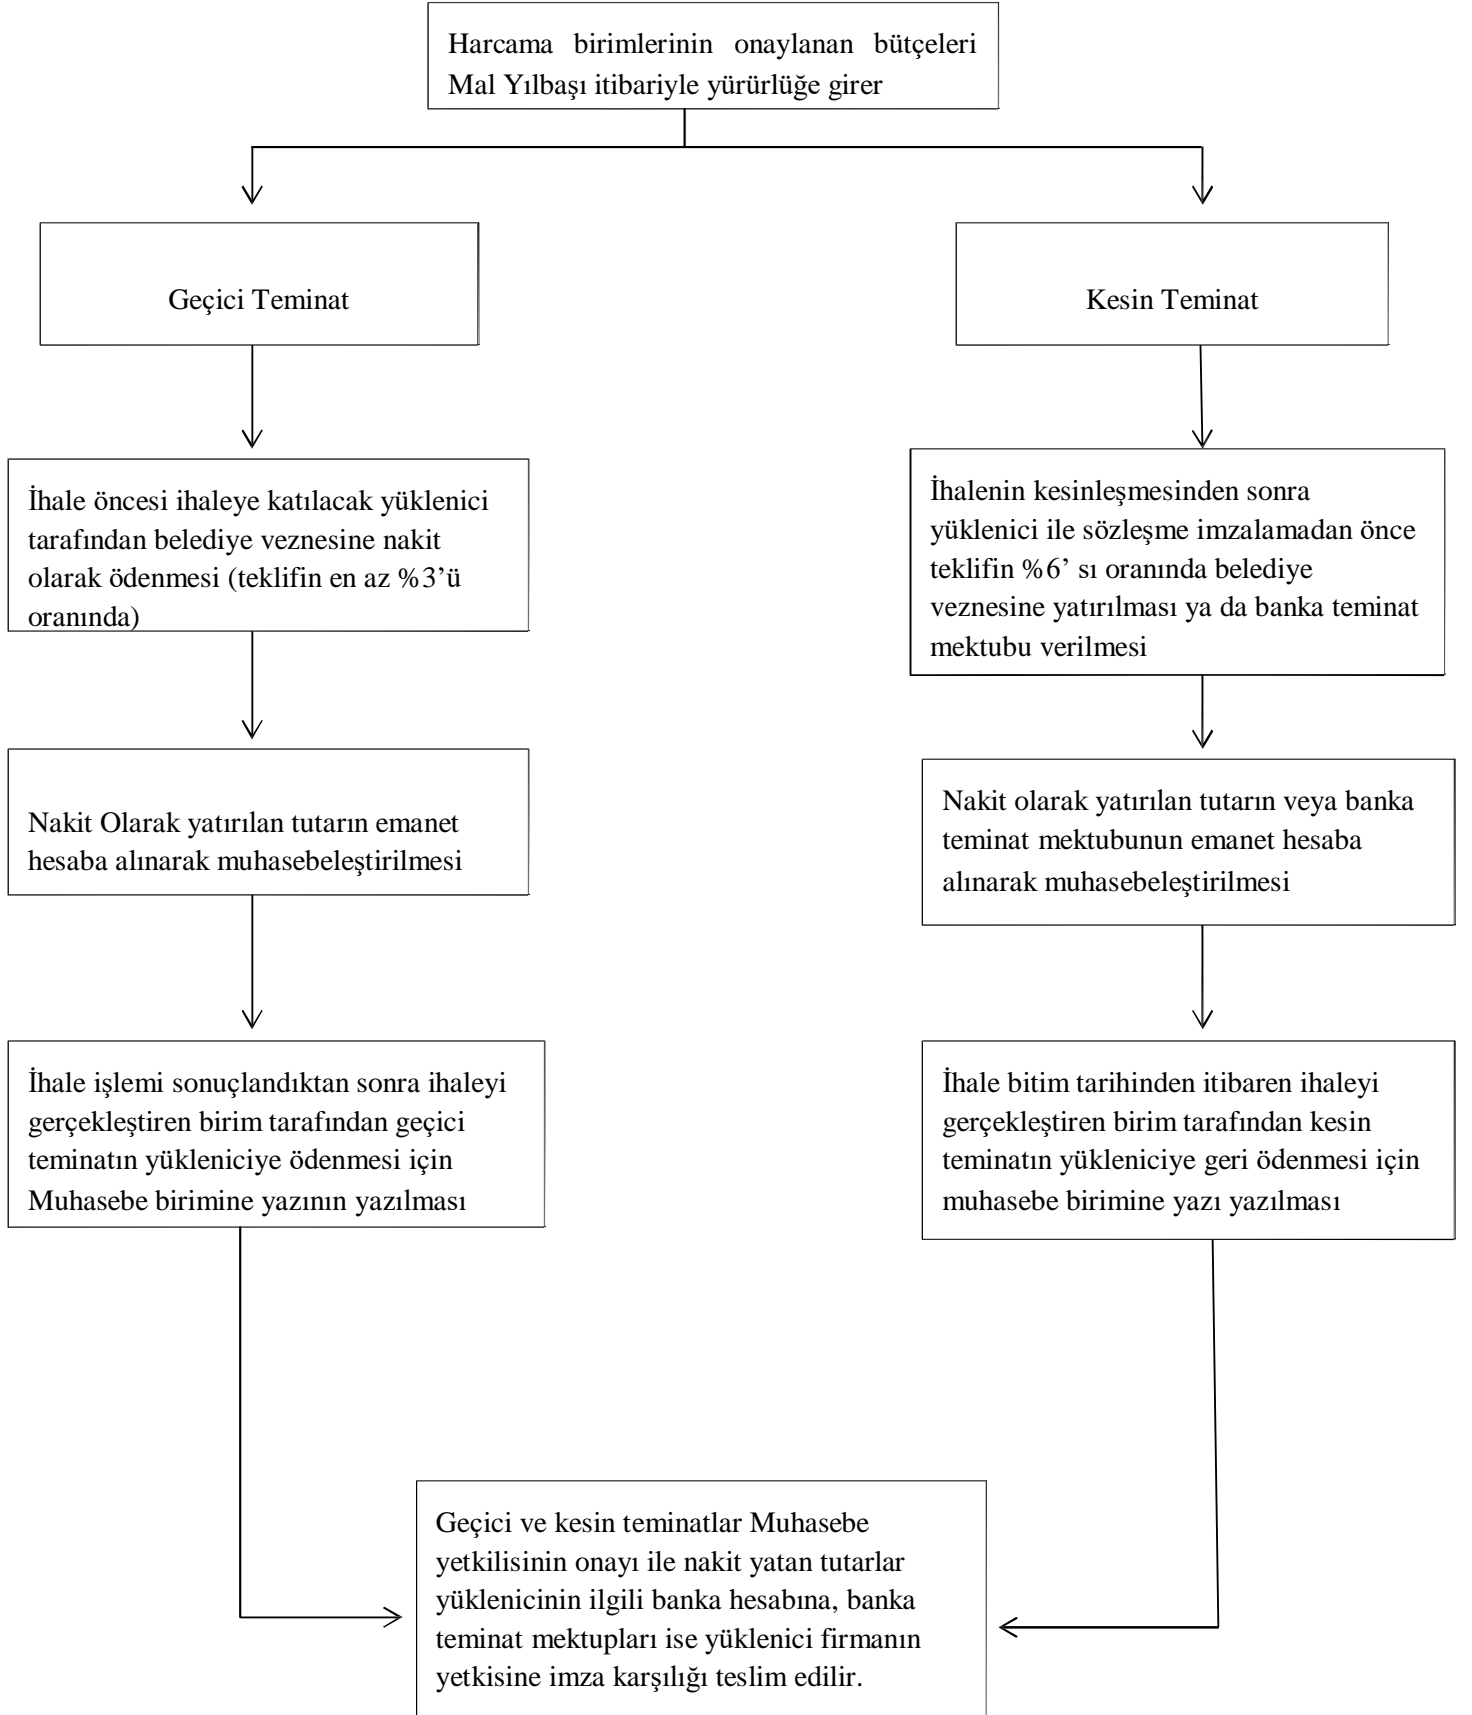 Harcama birimlerinin onaylanan bütçeleri
Mal Yılbaşı itibariyle yürürlüğe girer
Geçici Teminat
Kesin Teminat
İhale öncesi ihaleye katılacak yüklenici
tarafından belediye veznesine nakit
olarak ödenmesi (teklifin en az %3’ü
oranında)
İhalenin kesinleşmesinden sonra
yüklenici ile sözleşme imzalamadan önce
teklifin %6’ sı oranında belediye
veznesine yatırılması ya da banka teminat
mektubu verilmesi
Nakit Olarak yatırılan tutarın emanet
hesaba alınarak muhasebeleştirilmesi
Nakit olarak yatırılan tutarın veya banka
teminat mektubunun emanet hesaba
alınarak muhasebeleştirilmesi
İhale işlemi sonuçlandıktan sonra ihaleyi
gerçekleştiren birim tarafından geçici
teminatın yükleniciye ödenmesi için
Muhasebe birimine yazının yazılması
İhale bitim tarihinden itibaren ihaleyi
gerçekleştiren birim tarafından kesin
teminatın yükleniciye geri ödenmesi için
muhasebe birimine yazı yazılması
Geçici ve kesin teminatlar Muhasebe
yetkilisinin onayı ile nakit yatan tutarlar
yüklenicinin ilgili banka hesabına, banka
teminat mektupları ise yüklenici firmanın
yetkisine imza karşılığı teslim edilir.